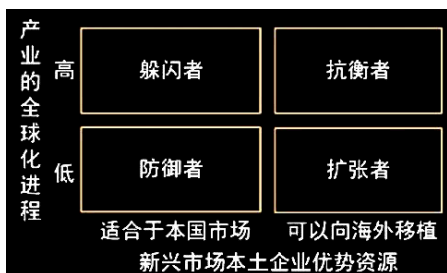 产业的全球化进程
高
躲闪者
抗衡者
低
防御者
扩张者
适合于本国市场
可以向海外移植
新兴市场本土企业优势资源